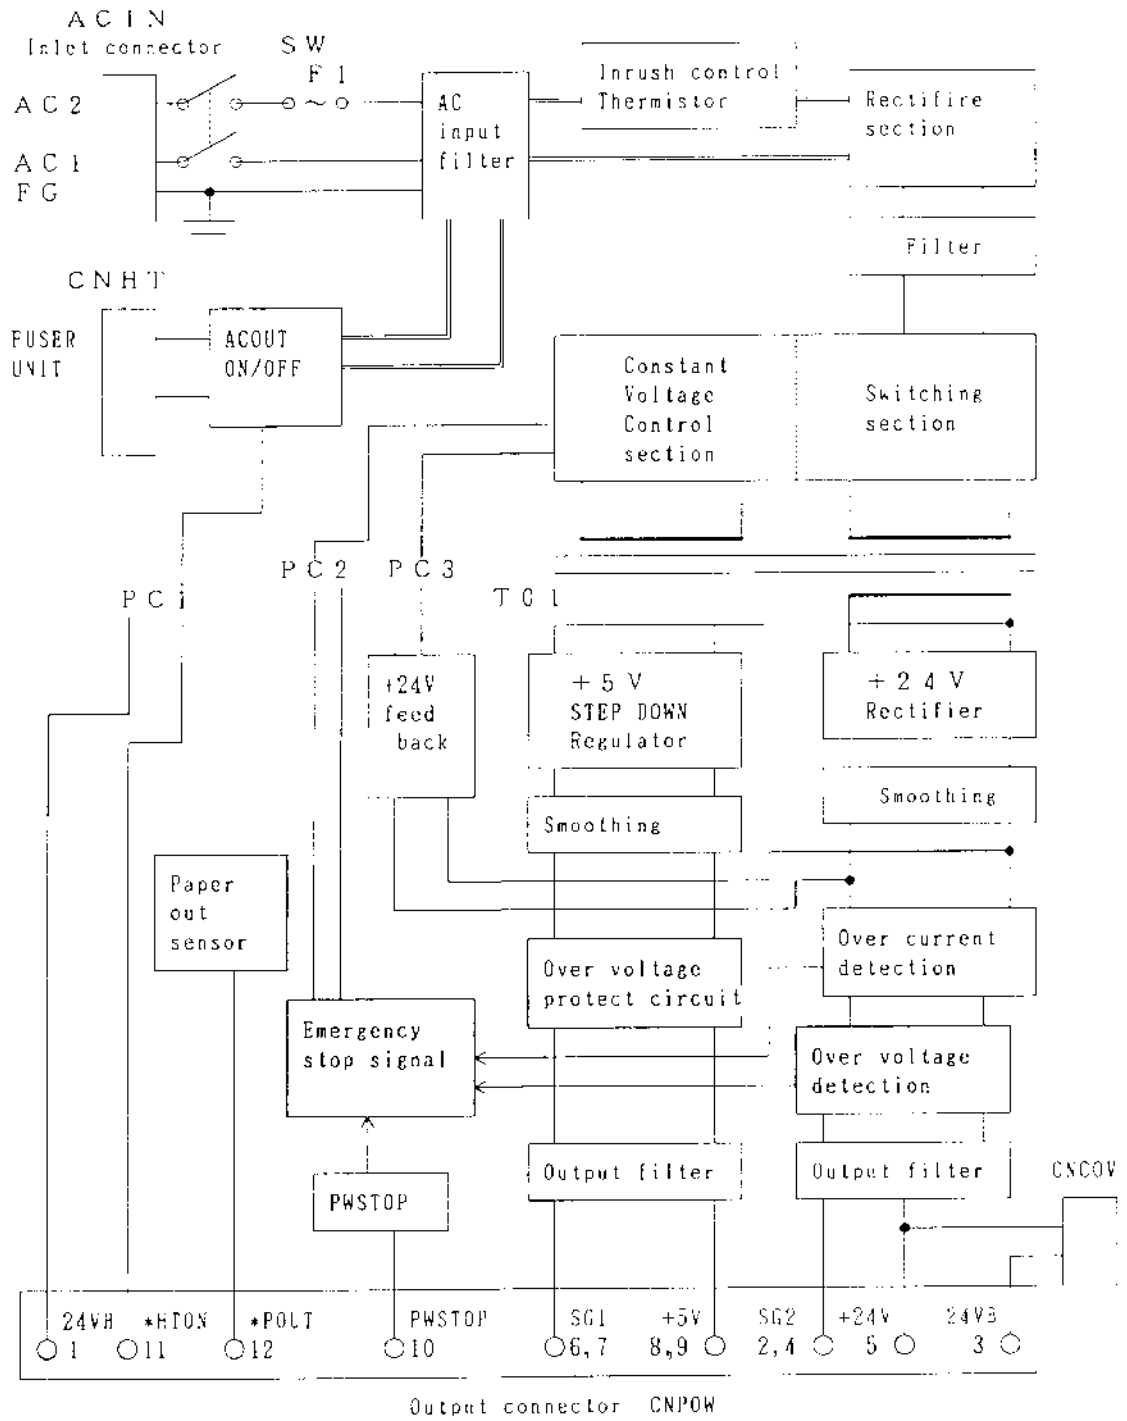 ACIN
Inlet connector
SW
F1
AC2
AC1
FG
AC
input
filter
Inrush control
Thermistor
Rectifire
section
Filter
CNHT
FUSER
UNIT
ACOUT
ON/OFF
Constant
Voltage
Control
section
Switching
section
PC1
PC2
PC3
TC1
+24V
feed
back
+5V
STEP DOWN
Regulator
+24V
Rectifier
Smoothing
Smoothing
Paper
out
sensor
Over current
detection
Over voltage
protect circuit
Emergency
stop signal
Over voltage
detection
PWSTOP
Output filter
Output filter
CNCOV
24VH
*HTON
*POUT
PWSTOP
SG1
+5V
SG2
+24V
24VB
1
11
12
10
6,7
8,9
2,4
5
3
Output connector CNPOW